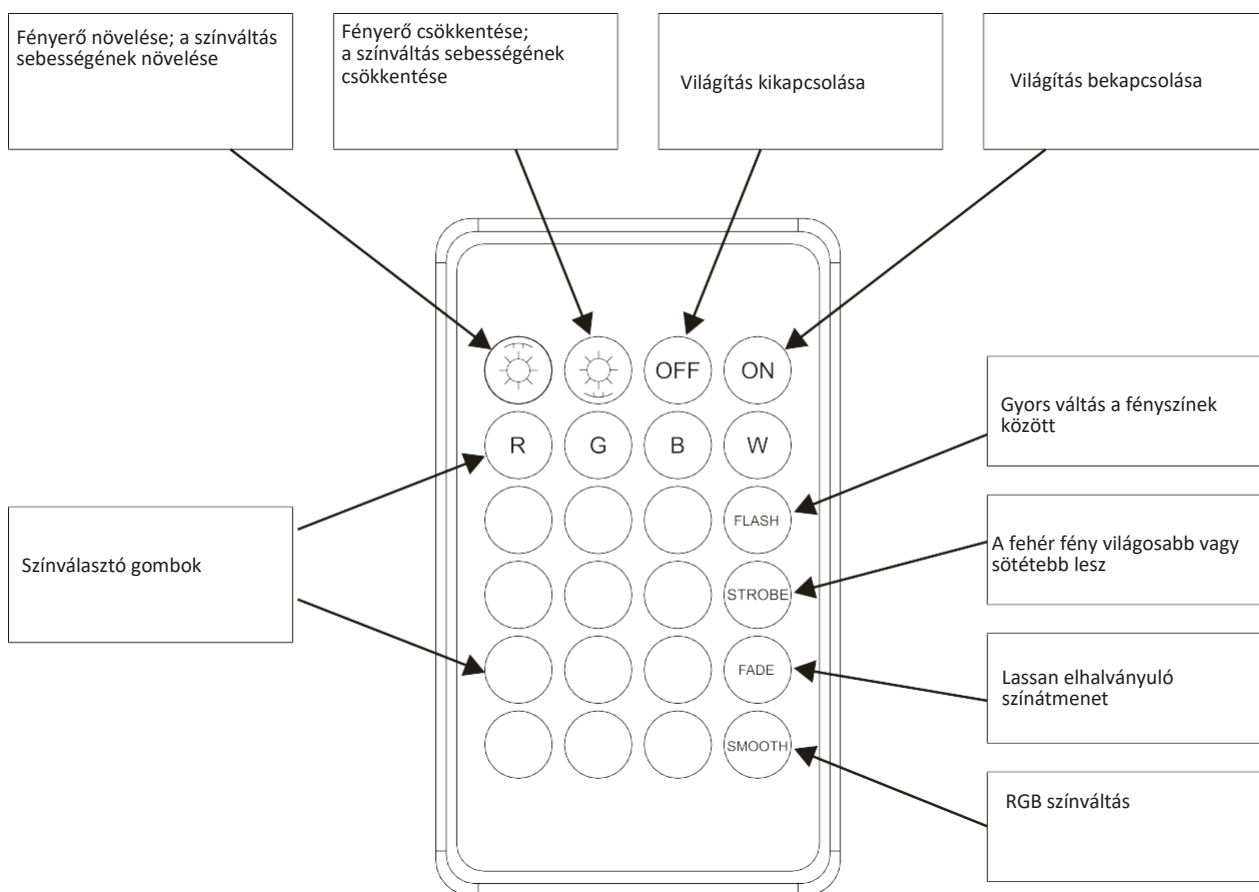 Fényerő növelése; a színváltás
sebességének növelése
Fényerő csökkentése;
a színváltás sebességének
csökkentése
Világítás kikapcsolása
Világítás bekapcsolása
OFF
ON
R
G
B
W
Gyors váltás a fényszínek
között
FLASH
Színválasztó gombok
A fehér fény világosabb vagy
sötétebb lesz
STROBE
FADE
Lassan elhalványuló
színátmenet
SMOOTH
RGB színváltás